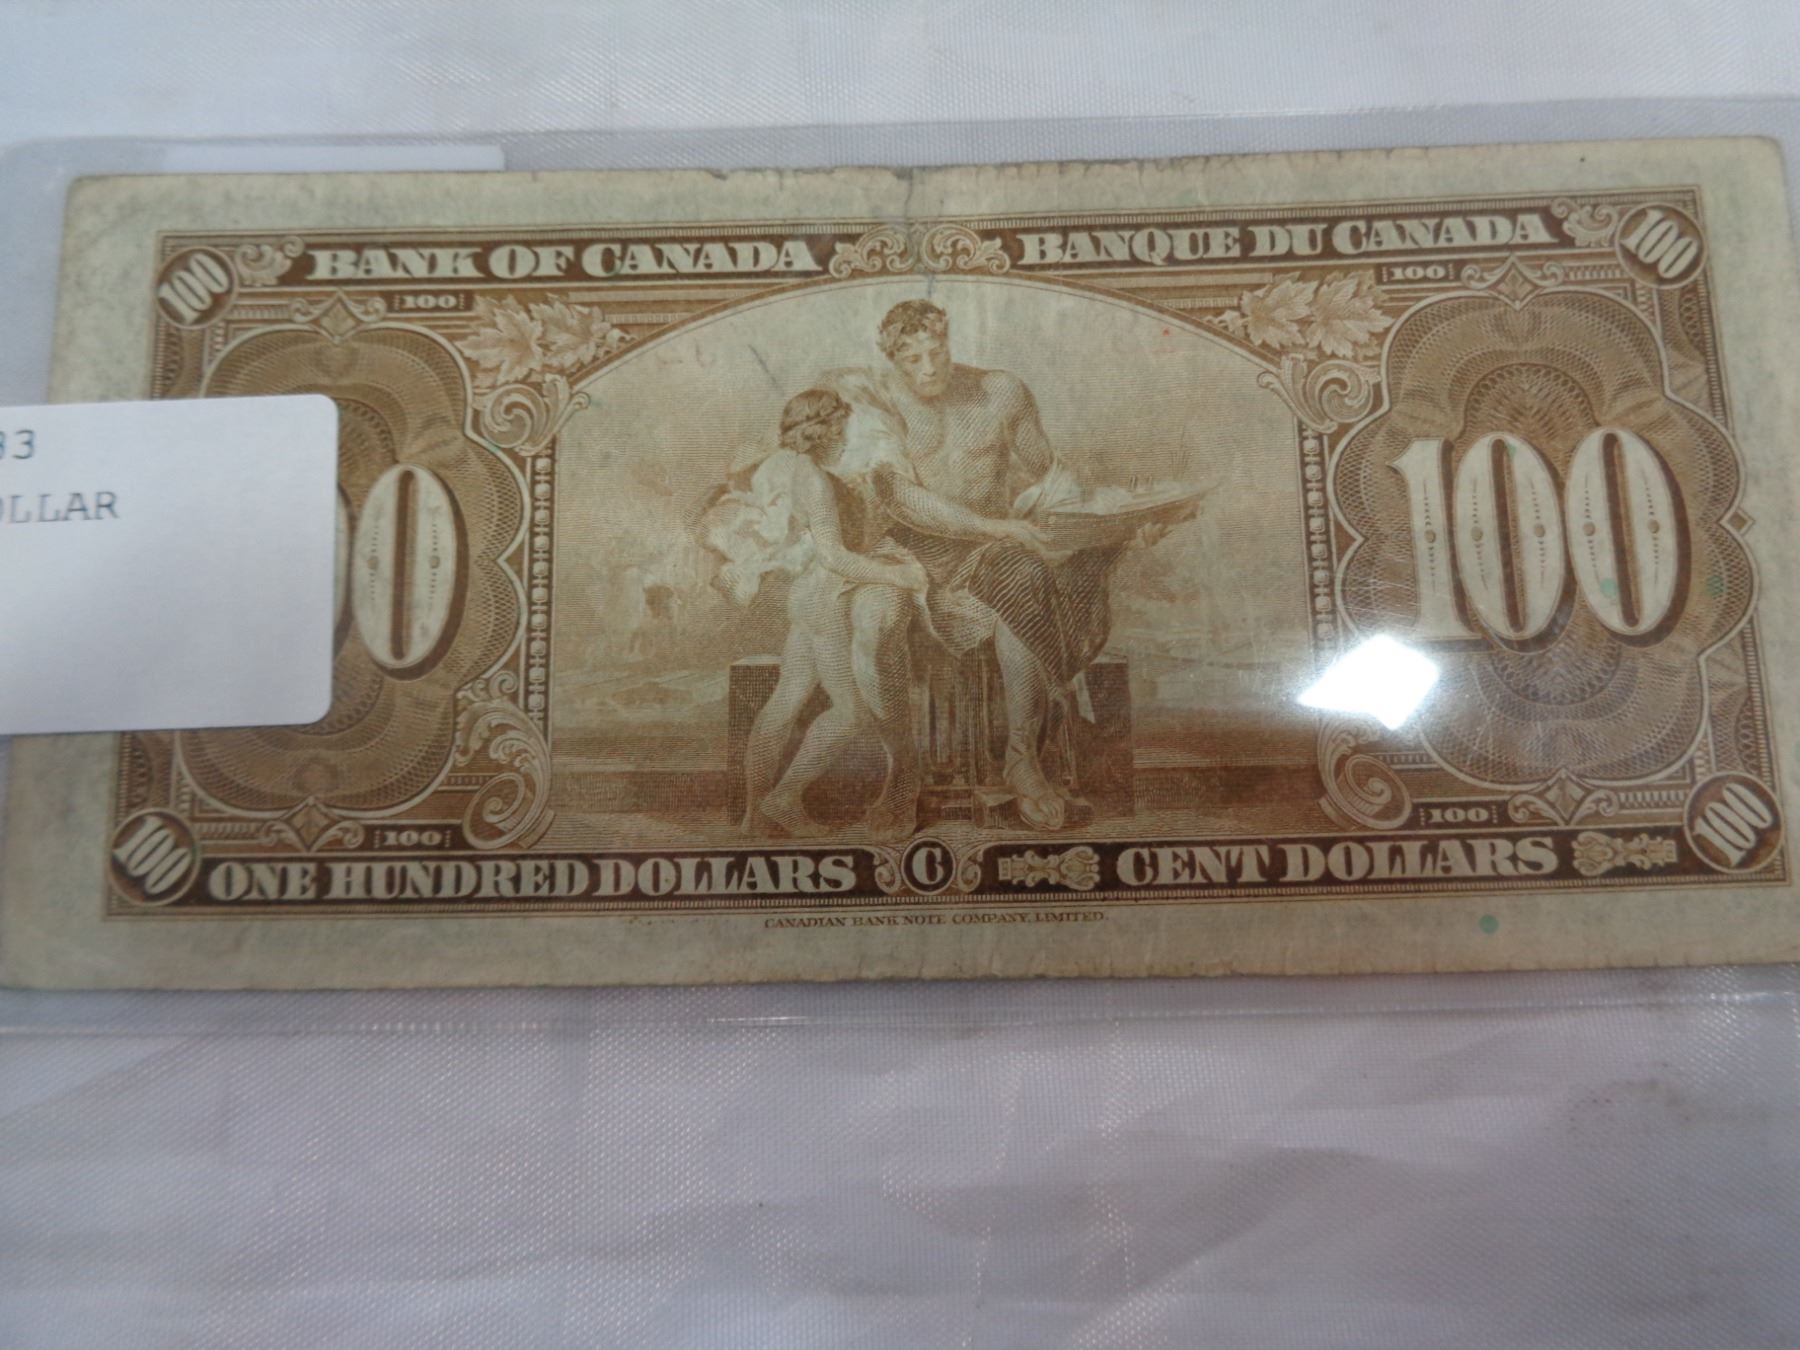 BANK OF CANADA BANQUE DU CANADA
100 100
100 100
33
OLLAR
0 100
100 100
100 100
ONE HUNDRED DOLLARS C CENT DOLLARS
CANADIAN BANK NOTE COMPANY, LIMITED.